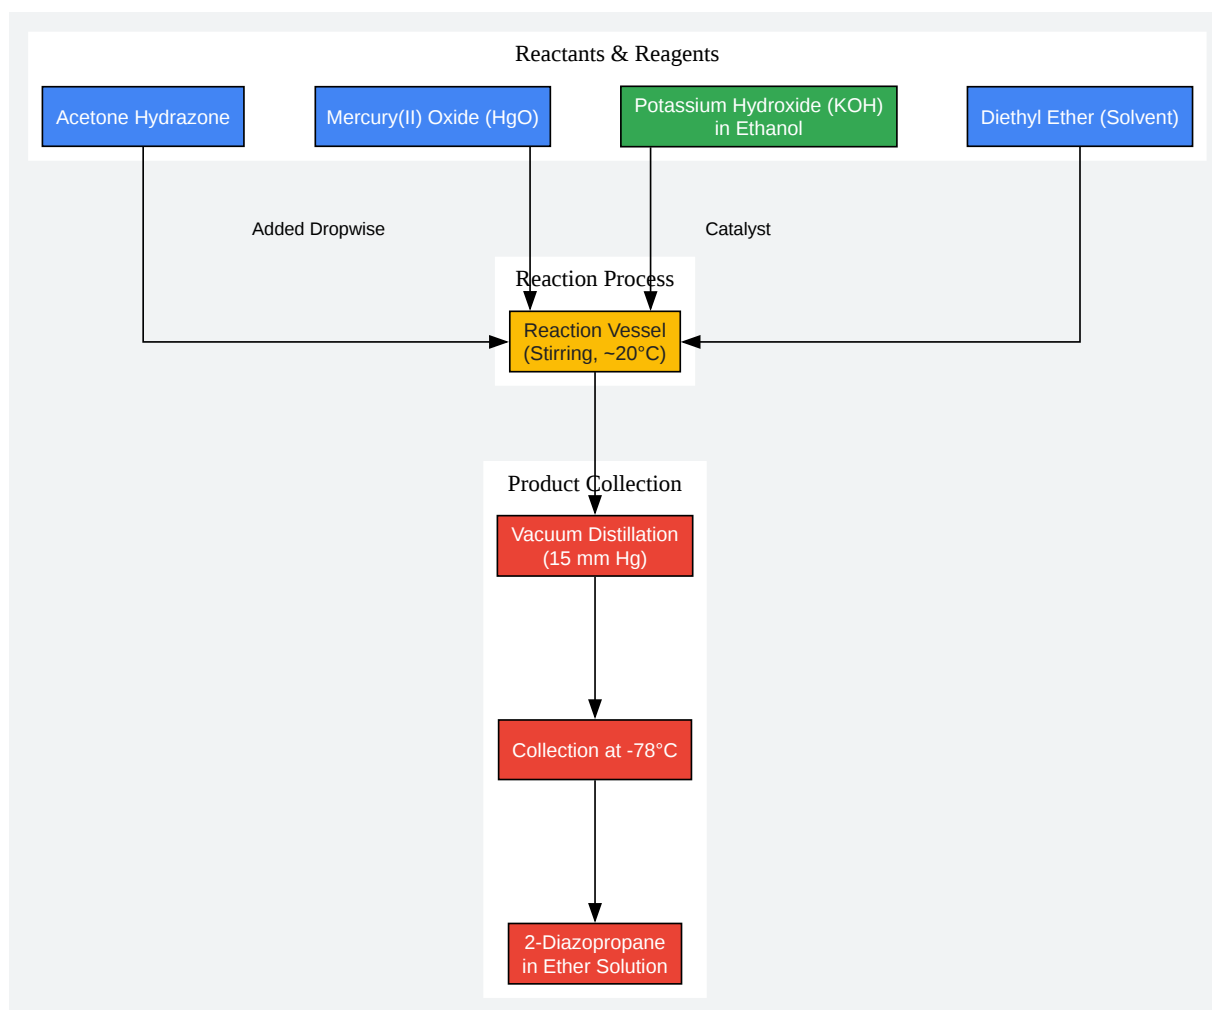 Reactants & Reagents
Acetone Hydrazone
Mercury(II) Oxide (HgO)
Potassium Hydroxide (KOH)
in Ethanol
Diethyl Ether (Solvent)
Added Dropwise
Catalyst
Reaction Process
Reaction Vessel
(Stirring, ~20°C)
Product Collection
Vacuum Distillation
(15 mm Hg)
Collection at -78°C
2-Diazopropane
in Ether Solution